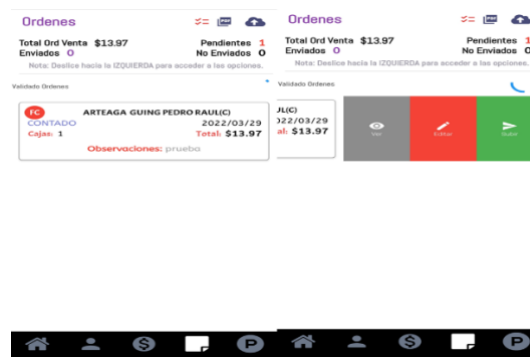 Ordenes
Total Ord Venta $13.97 Pendientes 1
Enviados 0 No Enviados 0
Nota: Deslice hacia la IZQUIERDA para acceder a las opciones.
Validado Ordenes
FC ARTEAGA GUING PEDRO RAUL(C)
CONTADO 2022/03/29
Cajas: 1 Total: $13.97
Observaciones: prueba
Ordenes
Total Ord Venta $13.97 Pendientes 1
Enviados 0 No Enviados 0
Nota: Deslice hacia la IZQUIERDA para acceder a las opciones.
Validado Ordenes
UL(C)
022/03/29
al: $13.97
Ver Editar Subir